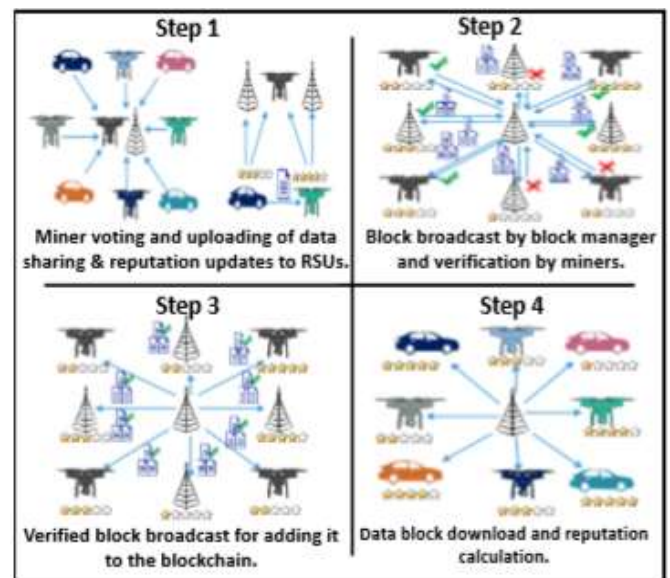 Step 1
Miner voting and uploading of data
sharing & reputation updates to RSUs.
Step 2
Block broadcast by block manager
and verification by miners.
Step 3
Verified block broadcast for adding it
to the blockchain.
Step 4
Data block download and reputation
calculation.